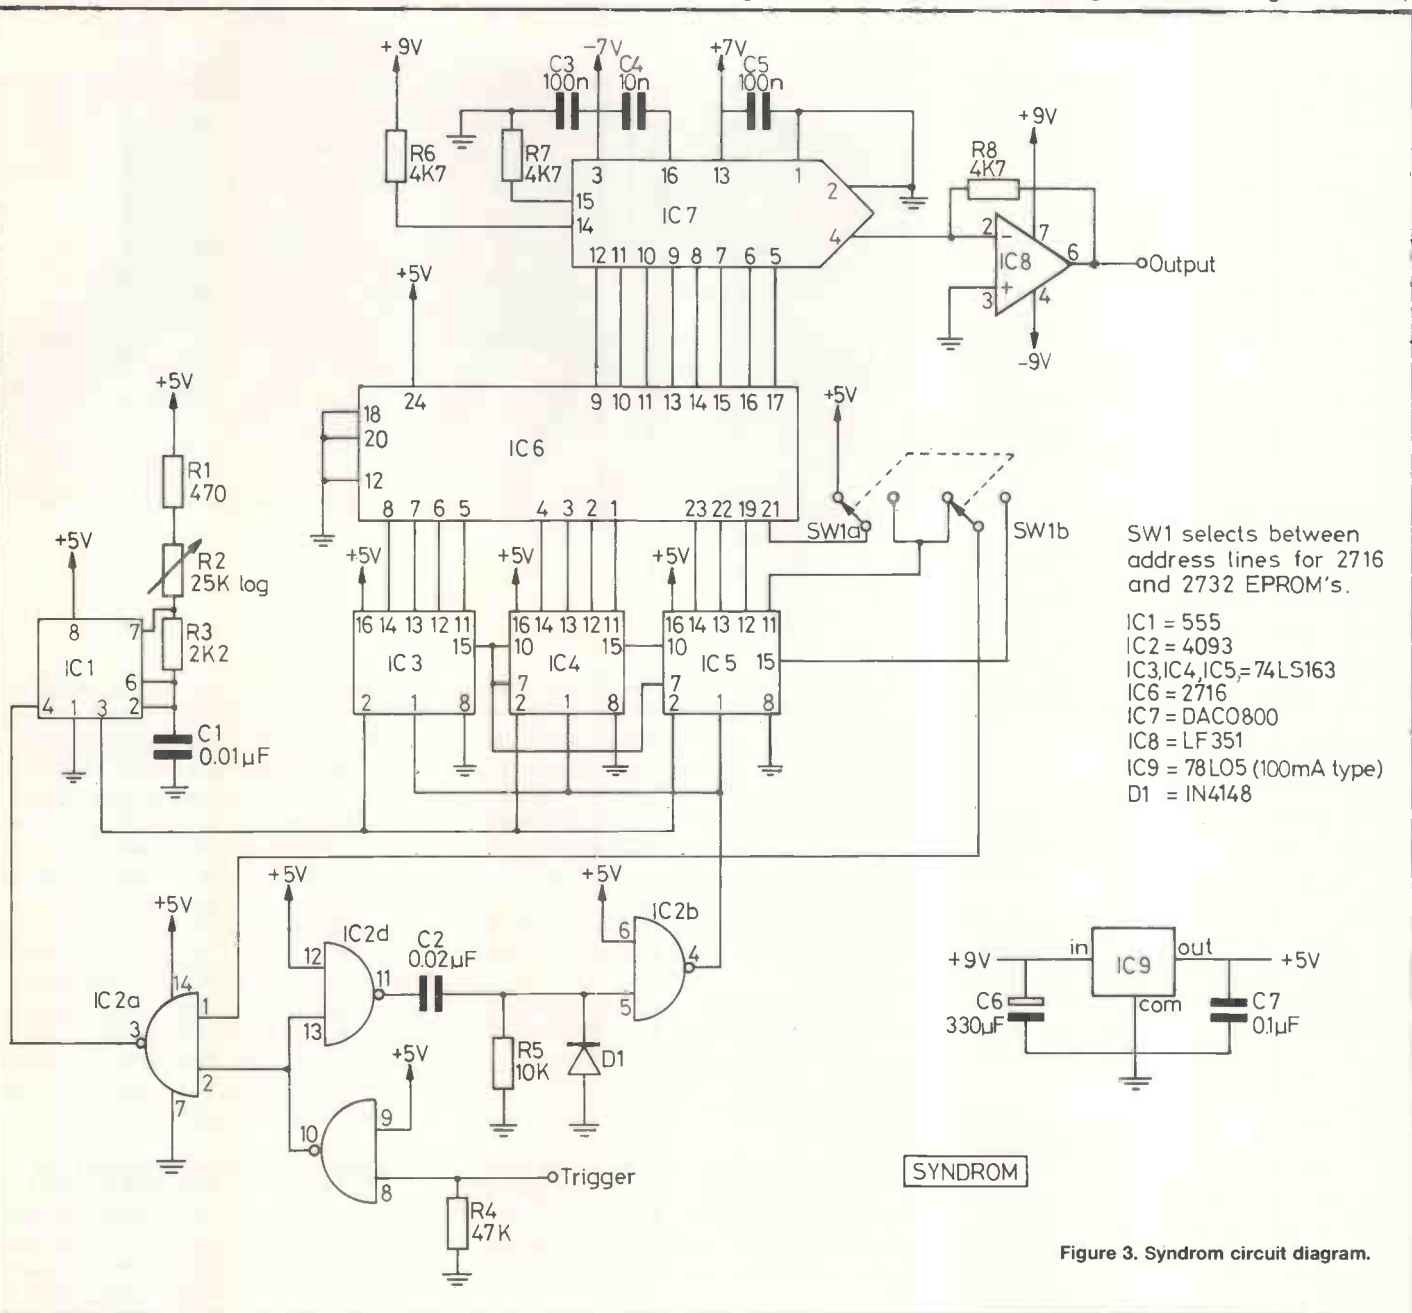 +9V
-7V
+7V
C3
100n
C4
10n
C5
100n
+9V
R6
4K7
R7
4K7
R8
4K7
3 16 13 1
2
15
14
IC7
4
12 11 10 9 8 7 6 5
2
-
7
IC8
6
Output
+
3
4
-9V
+5V
24
9 10 11 13 14 15 16 17
18
20
12
IC6
8 7 6 5 4 3 2 1 23 22 19 21
+5V
SW1a
SW1b
+5V
R1
470
R2
25K log
R3
2K2
+5V
8
7
IC1
6
4
1
3
2
C1
0.01µF
+5V
16 14 13 12 11
15
IC3
2 1 8
+5V
16 14 13 12 11
10
15
IC4
7
2 1 8
+5V
16 14 13 12 11
10
15
IC5
7
2 1 8
SW1 selects between
address lines for 2716
and 2732 EPROM's.
IC1 = 555
IC2 = 4093
IC3,IC4,IC5,=74LS163
IC6 = 2716
IC7 = DAC0800
IC8 = LF351
IC9 = 78L05 (100mA type)
D1 = IN4148
+5V
14
IC2a
1
3
2
7
+5V
12
IC2d
11
13
C2
0.02µF
+5V
6
IC2b
4
5
R5
10K
D1
+5V
9
10
8
Trigger
R4
47K
+9V
in
IC9
out
+5V
com
C6
330µF
C7
0.1µF
SYNDROM
Figure 3. Syndrom circuit diagram.